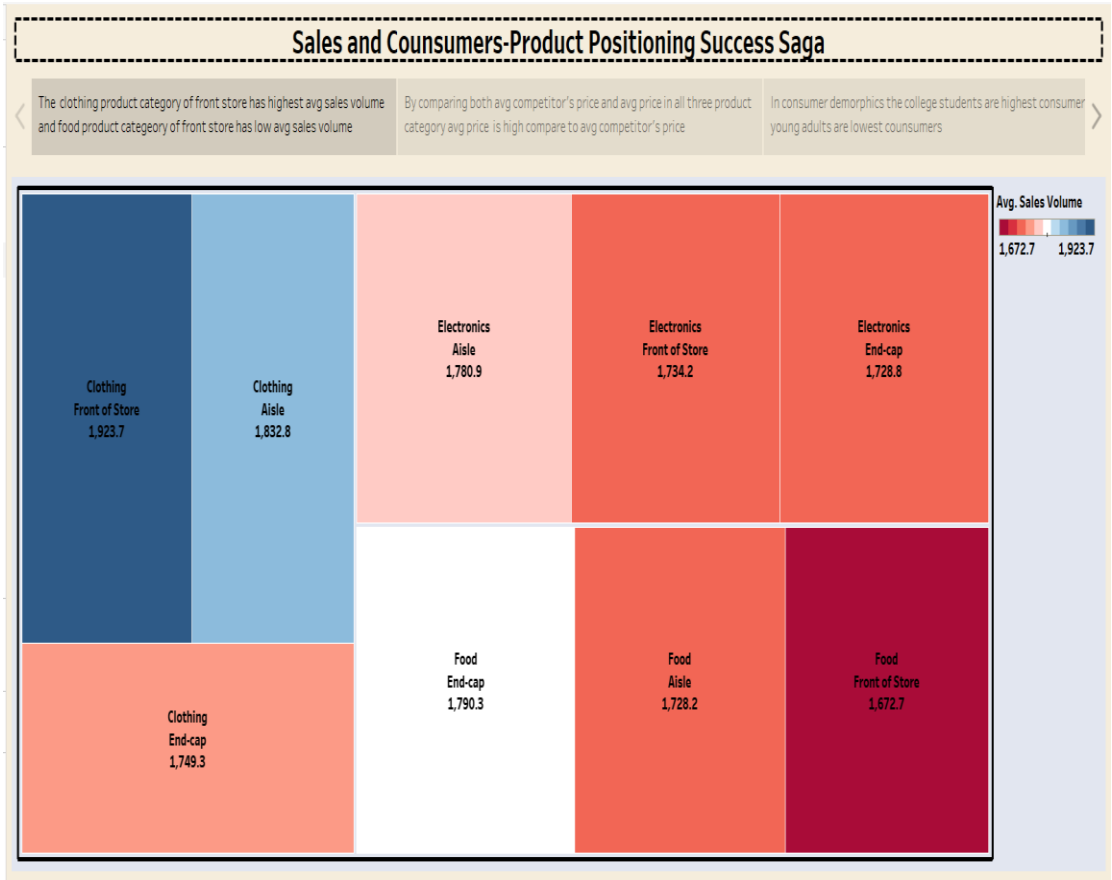 Sales and Counsumers-Product Positioning Success Saga
The clothing product category of front store has highest avg sales volume
and food product categeory of front store has low avg sales volume
By comparing both avg competitor's price and avg price in all three product
category avg price is high compare to avg competitor's price
In consumer demorphics the college students are highest consumer
young adults are lowest counsumers
Avg. Sales Volume
1,672.7 1,923.7
Clothing
Front of Store
1,923.7
Clothing
Aisle
1,832.8
Electronics
Aisle
1,780.9
Electronics
Front of Store
1,734.2
Electronics
End-cap
1,728.8
Clothing
End-cap
1,749.3
Food
End-cap
1,790.3
Food
Aisle
1,728.2
Food
Front of Store
1,672.7